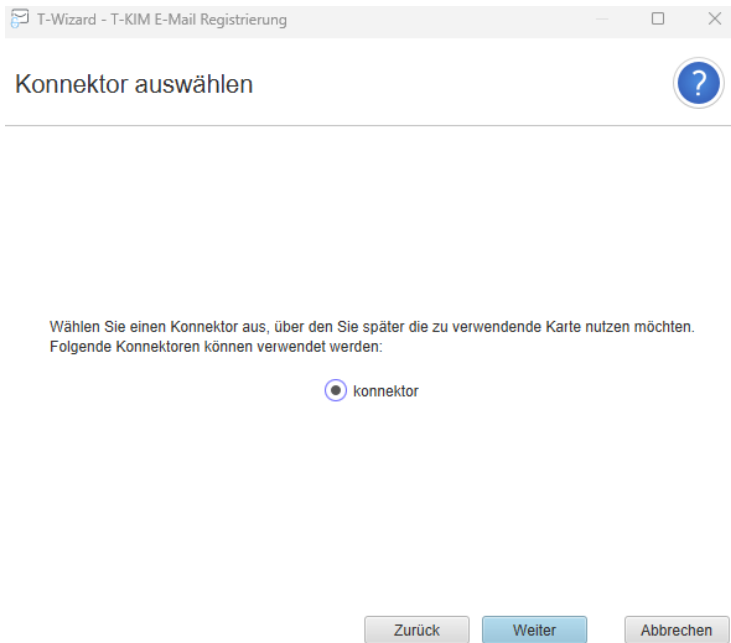 T-Wizard - T-KIM E-Mail Registrierung
Konnektor auswählen
?
Wählen Sie einen Konnektor aus, über den Sie später die zu verwendende Karte nutzen möchten.
Folgende Konnektoren können verwendet werden:
konnektor
Zurück Weiter Abbrechen